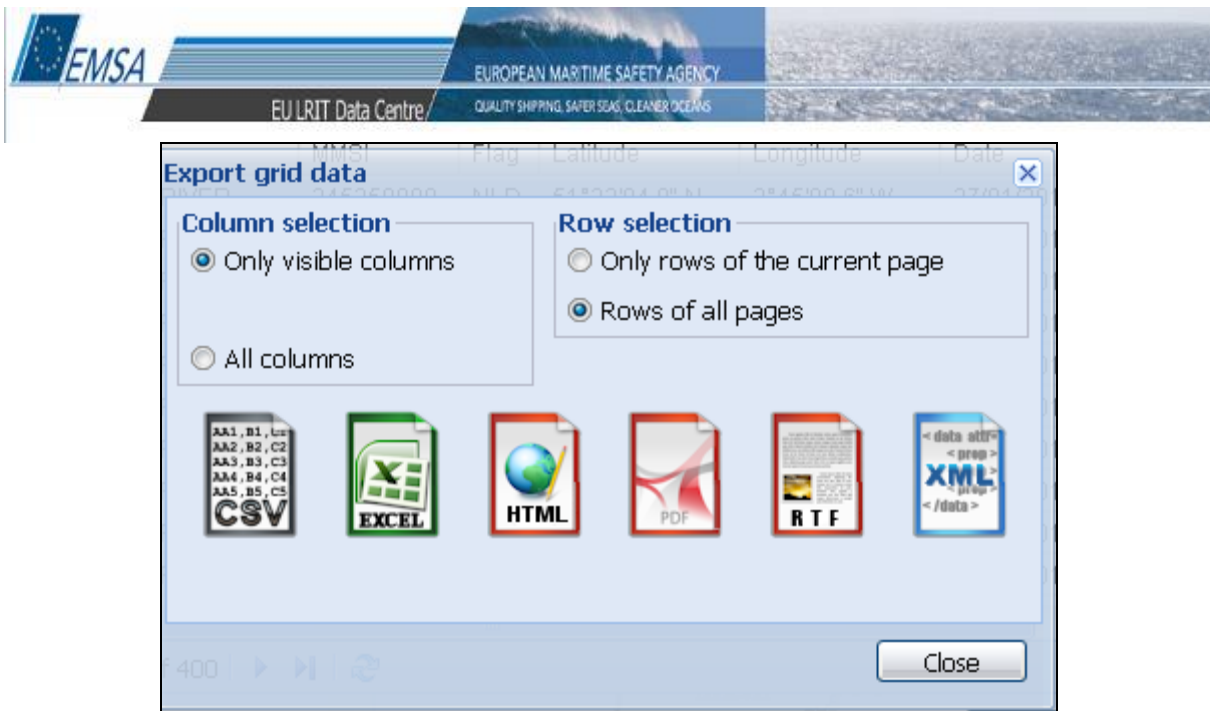 EMSA
EUROPEAN MARITIME SAFETY AGENCY
EU LRIT Data Centre
QUALITY SHIPPING, SAFER SEAS, CLEANER OCEANS
MMSI Flag Latitude Longitude Date
Export grid data
RIVER NLD
Column selection
Row selection
Only visible columns
Only rows of the current page
Rows of all pages
All columns
AA1,B1,C1
AA2,B2,C2
AA3,B3,C3
AA4,B4,C4
AA5,B5,C5
CSV
EXCEL
HTML
PDF
RTF
< data attr=
< prop >
XML
< prop >
< /data >
400
Close